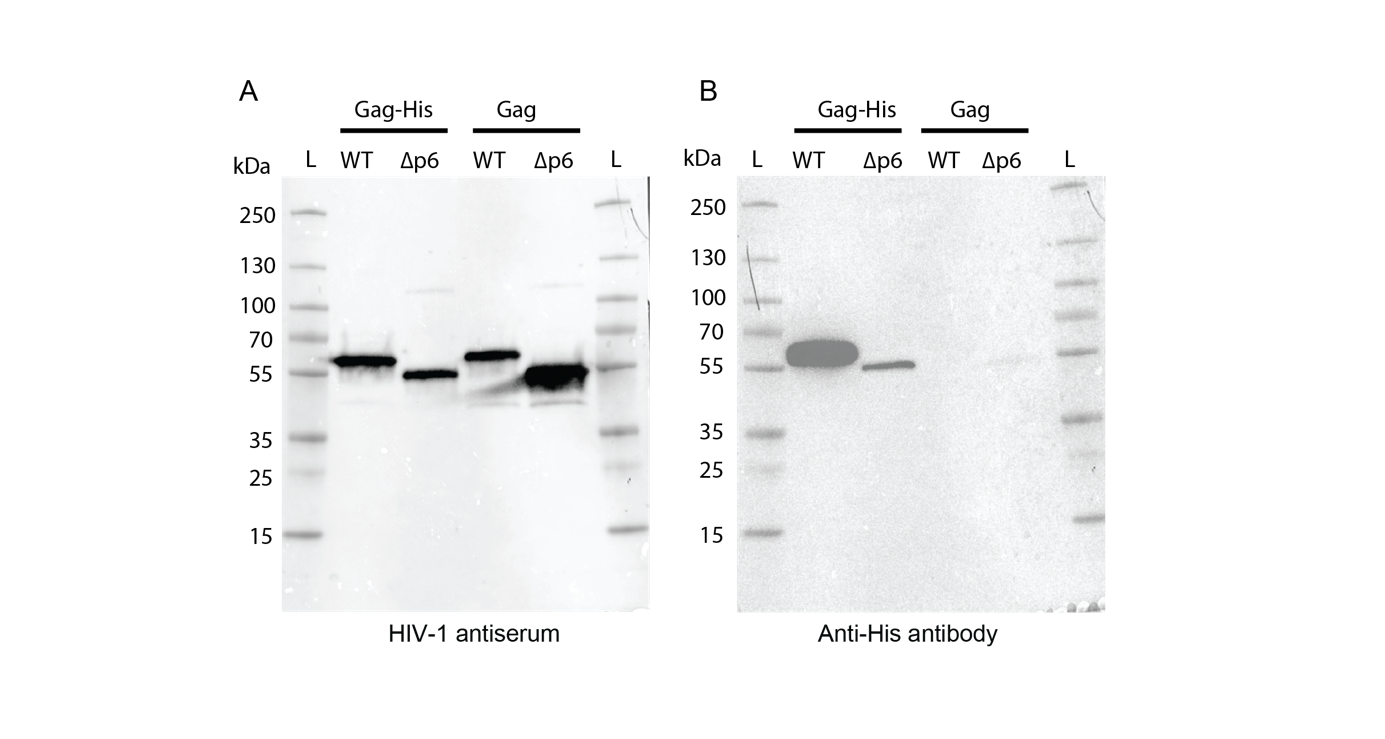 A
Gag-His Gag
kDa L WT Δp6 WT Δp6 L
250
130
100
70
55
35
25
15
HIV-1 antiserum
B
Gag-His Gag
kDa L WT Δp6 WT Δp6 L
250
130
100
70
55
35
25
15
Anti-His antibody